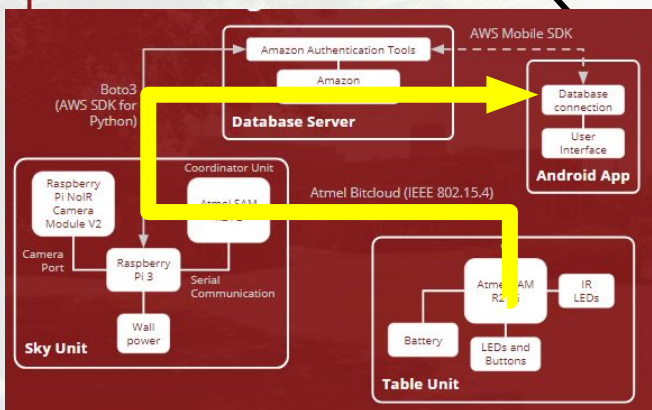 AWS Mobile SDK
Amazon Authentication Tools
Amazon
Database Server
Boto3
(AWS SDK for
Python)
Database
connection
User
Interface
Android App
Coordinator Unit
Raspberry
Pi NoIR
Camera
Module V2
Atmel Bitcloud (IEEE 802.15.4)
Camera
Port
Raspberry
Pi 3
Serial
Communication
Wall
power
Sky Unit
IR
LEDs
Battery
LEDs and
Buttons
Table Unit